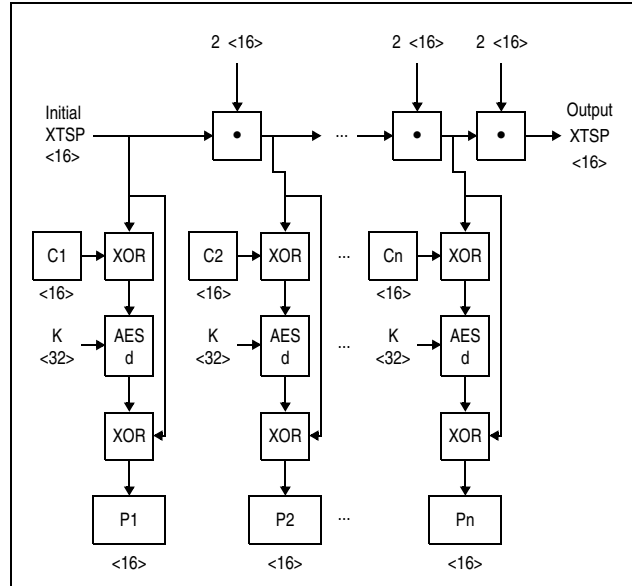 2 <16> 2 <16> 2 <16>
Initial
XTSP
<16>
• ... • •
Output
XTSP
<16>
C1 XOR C2 XOR ... Cn XOR
<16> <16> <16>
K
<32>
AES
d
K
<32>
AES
d
...
K
<32>
AES
d
XOR XOR XOR
P1 P2 ... Pn
<16> <16> <16>